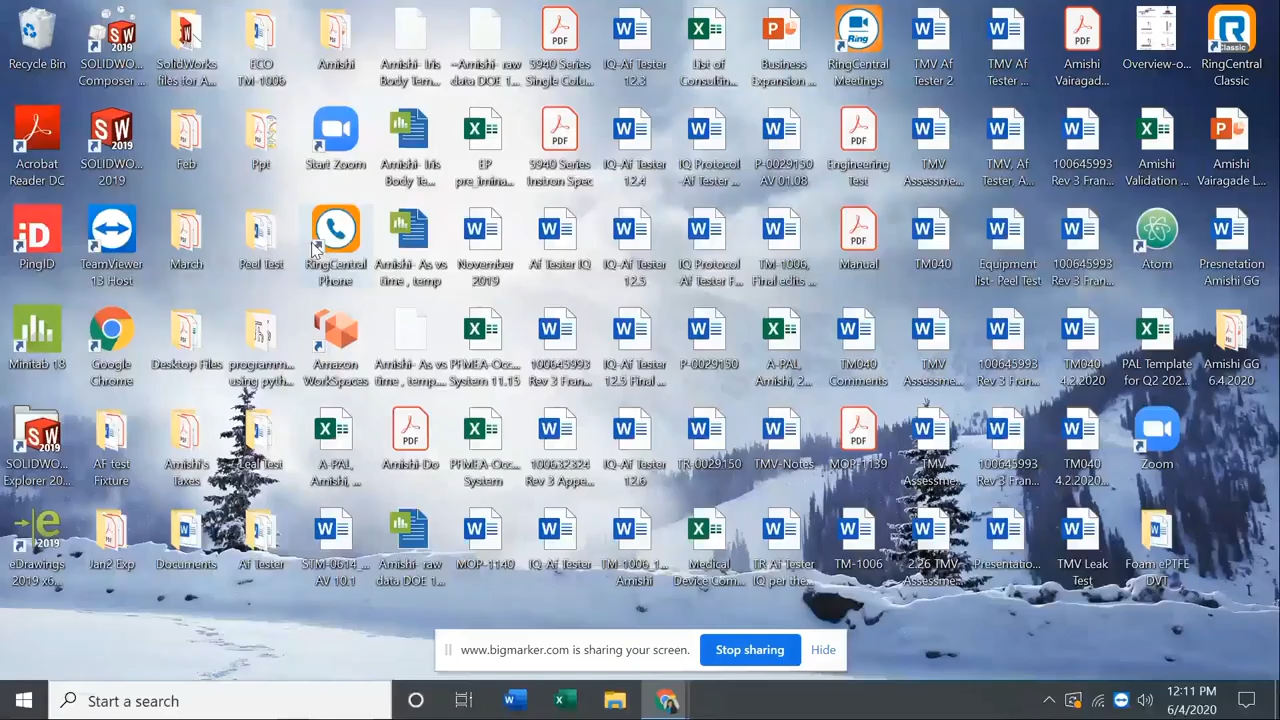 Recycle Bin
SOLIDWO...
Composer ...
SolidWorks
files for A...
ECO
TM-1006
Amishi
Amishi- Iris
Body Tem...
~Amishi- raw
data DOE 1...
5940 Series
Single Colu...
IQ-Af Tester
12.3
List of
Consultin...
Business
Expansion ...
Ring
RingCentral
Meetings
TMV Af
Tester 2
TMV Af
Tester ...
Amishi
Vairagad...
Overview-o...
Classic
RingCentral
Classic
Acrobat
Reader DC
SOLIDWO...
2019
Feb
Ppt
Start Zoom
Amishi- Iris
Body Te...
EP
pre_imina...
5940 Series
Instron Spec
IQ-Af Tester
12.4
IQ Protocol
-Af Tester ...
P-0029150
AV 01.08
Engineering
Test
TMV
Assessme...
TMV, Af
Tester, A...
100645993
Rev 3 Fran...
Amishi
Validation ...
Amishi
Vairagade L...
PingID
TeamViewer
13 Host
March
Peel Test
RingCentral
Phone
Amishi- As vs
time , temp
November
2019
Af Tester IQ
IQ-Af Tester
12.5
IQ Protocol
-Af Tester F...
TM-1006,
Final edits ...
Manual
TM040
Equipment
list- Peel Test
100645993
Rev 3 Fran...
Atom
Presnetation
Amishi GG
Minitab 18
Google
Chrome
Desktop Files
programm...
using pyth...
Amazon
WorkSpaces
Amishi- As vs
time , temp....
PFMEA-Occ...
System 11.15
100645993
Rev 3 Fran...
IQ-Af Tester
12.5 Final ...
P-0029150
A-PAL,
Amishi, 2...
TM040
Comments
TMV
Assessme...
100645993
Rev 3 Fran...
TM040
4.2.2020
PAL Template
for Q2 202...
Amishi GG
6.4.2020
SOLIDWO...
Explorer 20...
AF test
Fixture
Amishi's
Taxes
Leal Test
A-PAL,
Amishi, ...
Amishi-Do
PFMEA-Occ...
System
100632324
Rev 3 Appe...
IQ-Af Tester
12.6
TR-0029150
TMV-Notes
MOP-1139
TMV
Assessme...
100645993
Rev 3 Fran...
TM040
4.2.2020...
Zoom
eDrawings
2019 x6...
Jan2 Exp
Documents
Af Tester
STM-0614 ...
AV 10.1
Amishi- raw
data DOE 1...
MOP-1140
IQ-Af Tester
TM-1006_1...
Amishi
Medical
Device Com...
TR Af Tester
IQ per the...
TM-1006
2.26 TMV
Assessme...
Presentatio...
TMV Leak
Test
Foam ePTFE
DVT
www.bigmarker.com is sharing your screen. Stop sharing Hide
Start a search
12:11 PM
6/4/2020